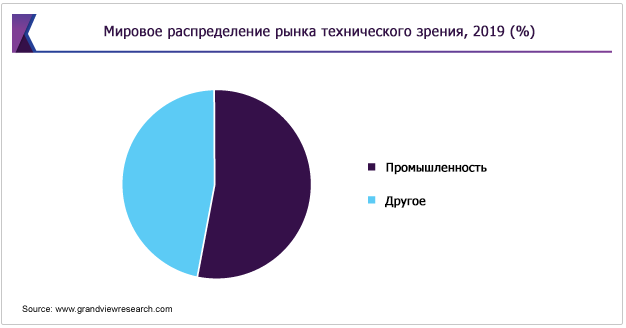 Мировое распределение рынка технического зрения, 2019 (%)
Промышленность
Другое
Source: www.grandviewresearch.com